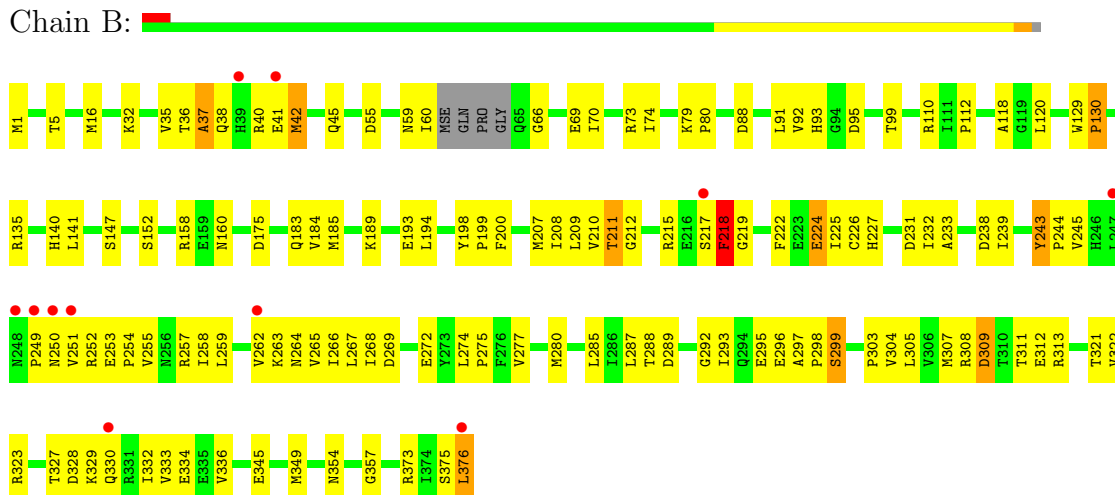 Chain B:
M1 T5 M16 K32 V35 T36 A37 Q38 H39 R40 E41 M42 Q45 D55 N59 I60 MSE GLN PRO GLY Q65 G66 E69 I70 R73 I74 K79 P80 D88 L91 V92 H93 G94 D95 T99 R110 I111 P112 A118 G119 L120 W129 P130
R135 H140 L141 S147 S152 R158 E159 N160 D175 Q183 V184 M185 K189 E193 L194 Y198 P199 F200 M207 I208 L209 V210 T211 G212 R215 E216 S217 F218 G219 F222 E223 E224 I225 C226 H227 D231 I232 A233 D238 I239 Y243 P244 V245 H246 L247
N248 P249 N250 V251 R252 E253 P254 V255 N256 R257 I258 L259 V262 K263 N264 V265 I266 L267 I268 D269 E272 Y273 L274 P275 F276 V277 M280 L285 I286 L287 T288 D289 G292 I293 Q294 E295 E296 A297 P298 S299 P303 V304 L305 V306 M307 R308 D309 T310 T311 E312 R313 T321
R323 T327 D328 K329 Q330 R331 I332 V333 E334 E335 V336 E345 M349 N354 G357 R373 I374 S375 L376